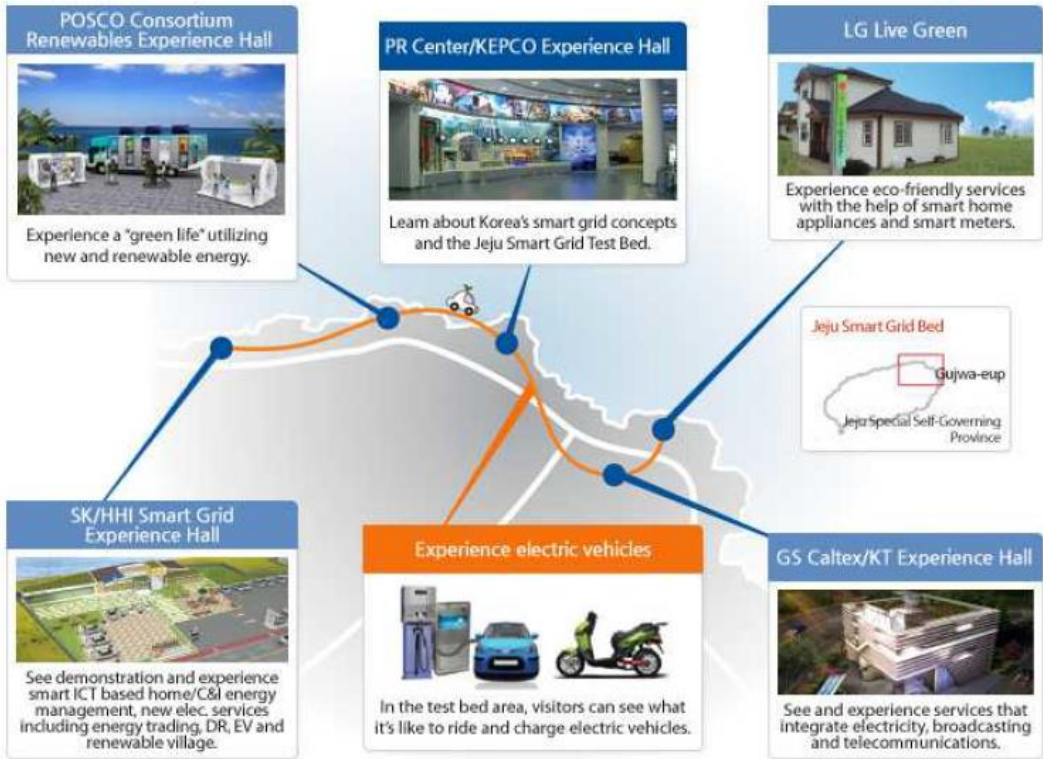 POSCO Consortium
Renewables Experience Hall
Experience a "green life" utilizing
new and renewable energy.
PR Center/KEPCO Experience Hall
Learn about Korea's smart grid concepts
and the Jeju Smart Grid Test Bed.
LG Live Green
Experience eco-friendly services
with the help of smart home
appliances and smart meters.
Jeju Smart Grid Bed
Gujwa-eup
Jeju Special Self-Governing
Province
SK/HHI Smart Grid
Experience Hall
See demonstration and experience
smart ICT based home/C&I energy
management, new elec. services
including energy trading, DR, EV and
renewable village.
Experience electric vehicles
In the test bed area, visitors can see what
it's like to ride and charge electric vehicles.
GS Caltex/KT Experience Hall
See and experience services that
integrate electricity, broadcasting
and telecommunications.